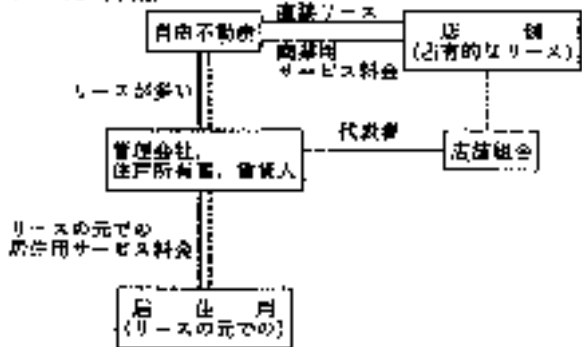 自由不動産
直接リース
商業用
サービス料金
店 舗
(占有的なリース)
リースが多い
管理会社,
住戸所有者, 賃貸人
代表者
店舗組合
リースの元での
居住用サービス料金
居 住 用
(リースの元での)